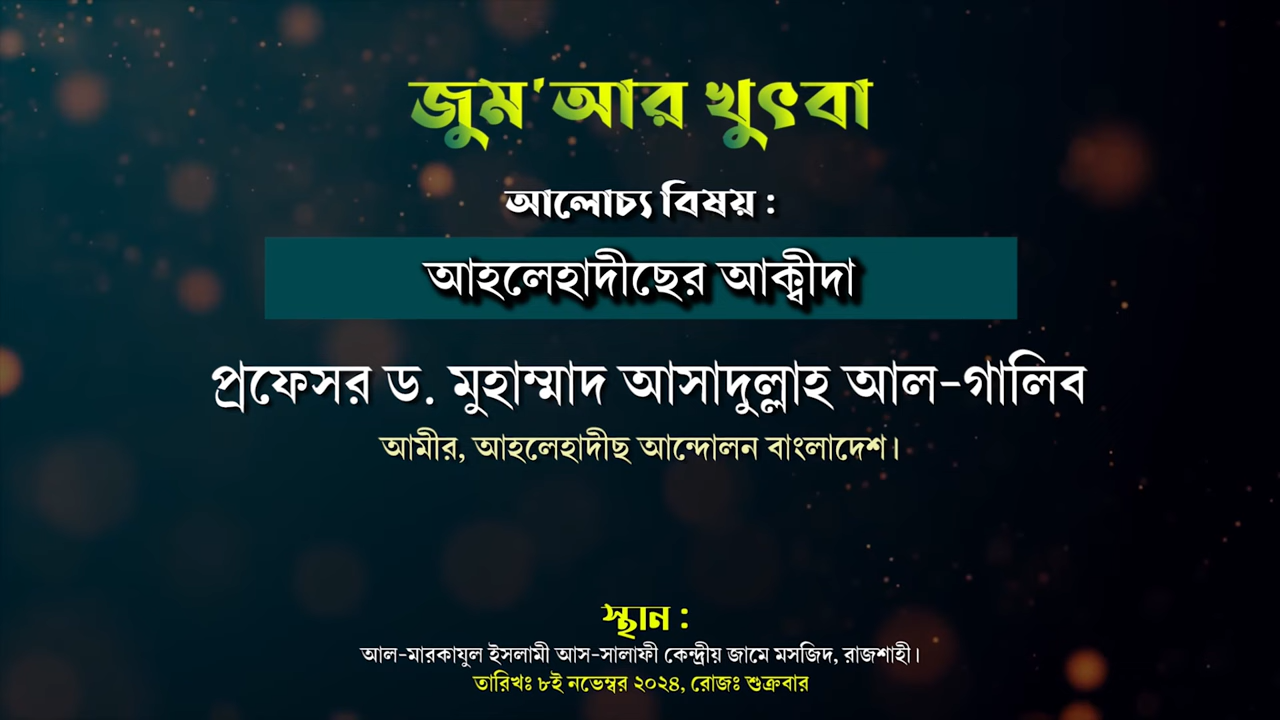 জুম'আর খুৎবা
আলোচ্য বিষয় :
আহলেহাদীছের আক্বীদা
প্রফেসর ড. মুহাম্মাদ আসাদুল্লাহ আল-গালিব
আমীর, আহলেহাদীছ আন্দোলন বাংলাদেশ।
স্থান :
আল-মারকাযুল ইসলামী আস-সালাফী কেন্দ্রীয় জামে মসজিদ, রাজশাহী।
তারিখঃ ৮ই নভেম্বর ২০২৪, রোজঃ শুক্রবার